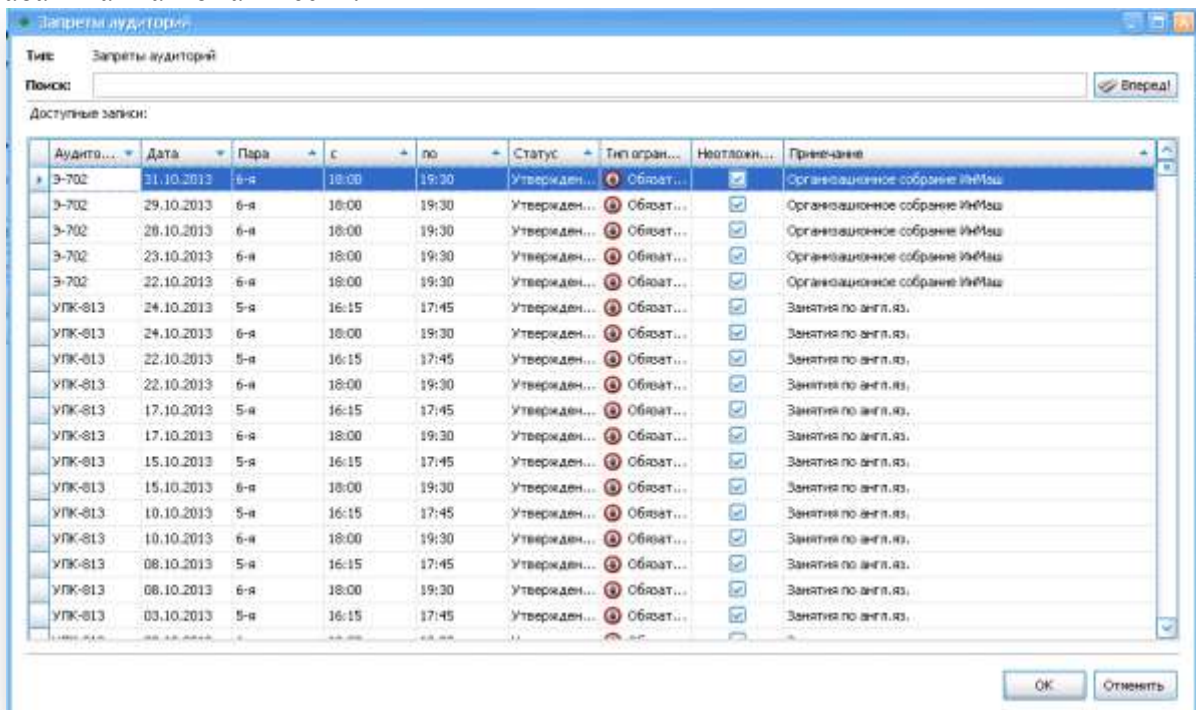 Запреты аудиторий
Тип: Запреты аудиторий
Поиск: Вперед!
Доступные записи:
Аудито... Дата Пара с по Статус Тип огран... Неотложн... Примечание
Э-702 31.10.2013 6-я 18:00 19:30 Утвержден... Обязат... Организационное собрание ИнМаш
Э-702 29.10.2013 6-я 18:00 19:30 Утвержден... Обязат... Организационное собрание ИнМаш
Э-702 28.10.2013 6-я 18:00 19:30 Утвержден... Обязат... Организационное собрание ИнМаш
Э-702 23.10.2013 6-я 18:00 19:30 Утвержден... Обязат... Организационное собрание ИнМаш
Э-702 22.10.2013 6-я 18:00 19:30 Утвержден... Обязат... Организационное собрание ИнМаш
УПК-813 24.10.2013 5-я 16:15 17:45 Утвержден... Обязат... Занятия по англ.яз.
УПК-813 24.10.2013 6-я 18:00 19:30 Утвержден... Обязат... Занятия по англ.яз.
УПК-813 22.10.2013 5-я 16:15 17:45 Утвержден... Обязат... Занятия по англ.яз.
УПК-813 22.10.2013 6-я 18:00 19:30 Утвержден... Обязат... Занятия по англ.яз.
УПК-813 17.10.2013 5-я 16:15 17:45 Утвержден... Обязат... Занятия по англ.яз.
УПК-813 17.10.2013 6-я 18:00 19:30 Утвержден... Обязат... Занятия по англ.яз.
УПК-813 15.10.2013 5-я 16:15 17:45 Утвержден... Обязат... Занятия по англ.яз.
УПК-813 15.10.2013 6-я 18:00 19:30 Утвержден... Обязат... Занятия по англ.яз.
УПК-813 10.10.2013 5-я 16:15 17:45 Утвержден... Обязат... Занятия по англ.яз.
УПК-813 10.10.2013 6-я 18:00 19:30 Утвержден... Обязат... Занятия по англ.яз.
УПК-813 08.10.2013 5-я 16:15 17:45 Утвержден... Обязат... Занятия по англ.яз.
УПК-813 08.10.2013 6-я 18:00 19:30 Утвержден... Обязат... Занятия по англ.яз.
УПК-813 03.10.2013 5-я 16:15 17:45 Утвержден... Обязат... Занятия по англ.яз.
OK Отменить